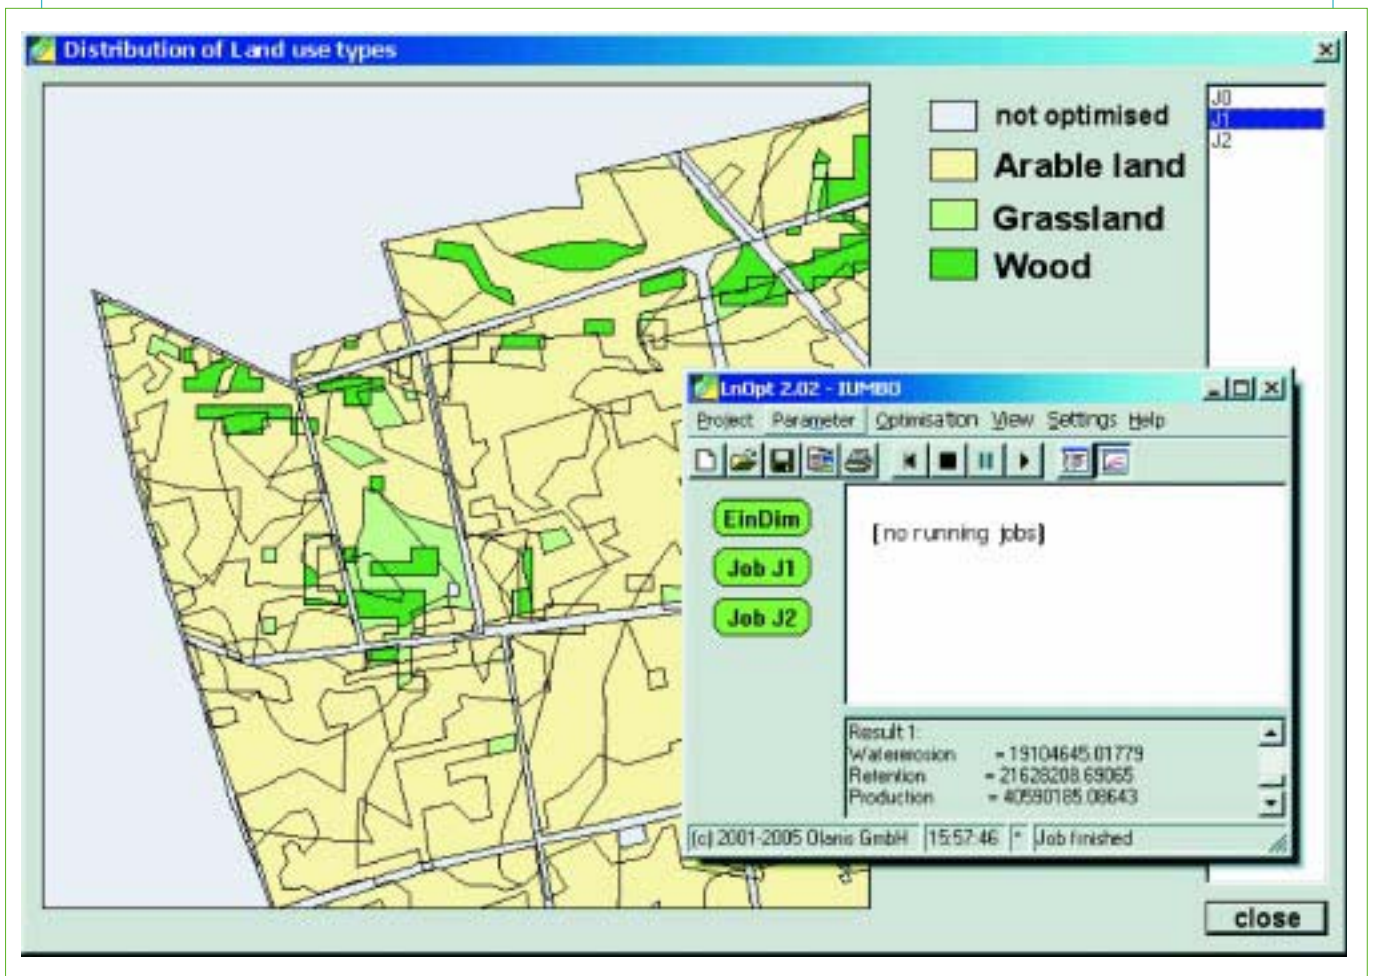 Distribution of Land use types
not optimised
Arable land
Grassland
Wood
J0
J1
J2
LnOpt 2.02 - IUMBO
Project Parameter Optimisation View Settings Help
EinDim
Job J1
Job J2
[no running jobs]
Result 1:
Watererosion = 19104645.01779
Retention = 21628208.69065
Production = 40590185.08643
(c) 2001-2005 Olanis GmbH 15:57:46 * Job finished
close